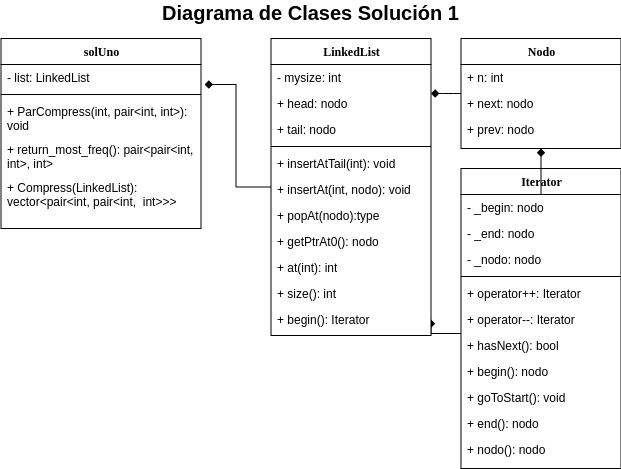 Diagrama de Clases Solución 1
solUno
- list: LinkedList
+ ParCompress(int, pair<int, int>):
void
+ return_most_freq(): pair<pair<int,
int>, int>
+ Compress(LinkedList):
vector<pair<int, pair<int,  int>>>
LinkedList
- mysize: int
+ head: nodo
+ tail: nodo
+ insertAtTail(int): void
+ insertAt(int, nodo): void
+ popAt(nodo):type
+ getPtrAt0(): nodo
+ at(int): int
+ size(): int
+ begin(): Iterator
Nodo
+ n: int
+ next: nodo
+ prev: nodo
Iterator
- _begin: nodo
- _end: nodo
- _nodo: nodo
+ operator++: Iterator
+ operator--: Iterator
+ hasNext(): bool
+ begin(): nodo
+ goToStart(): void
+ end(): nodo
+ nodo(): nodo